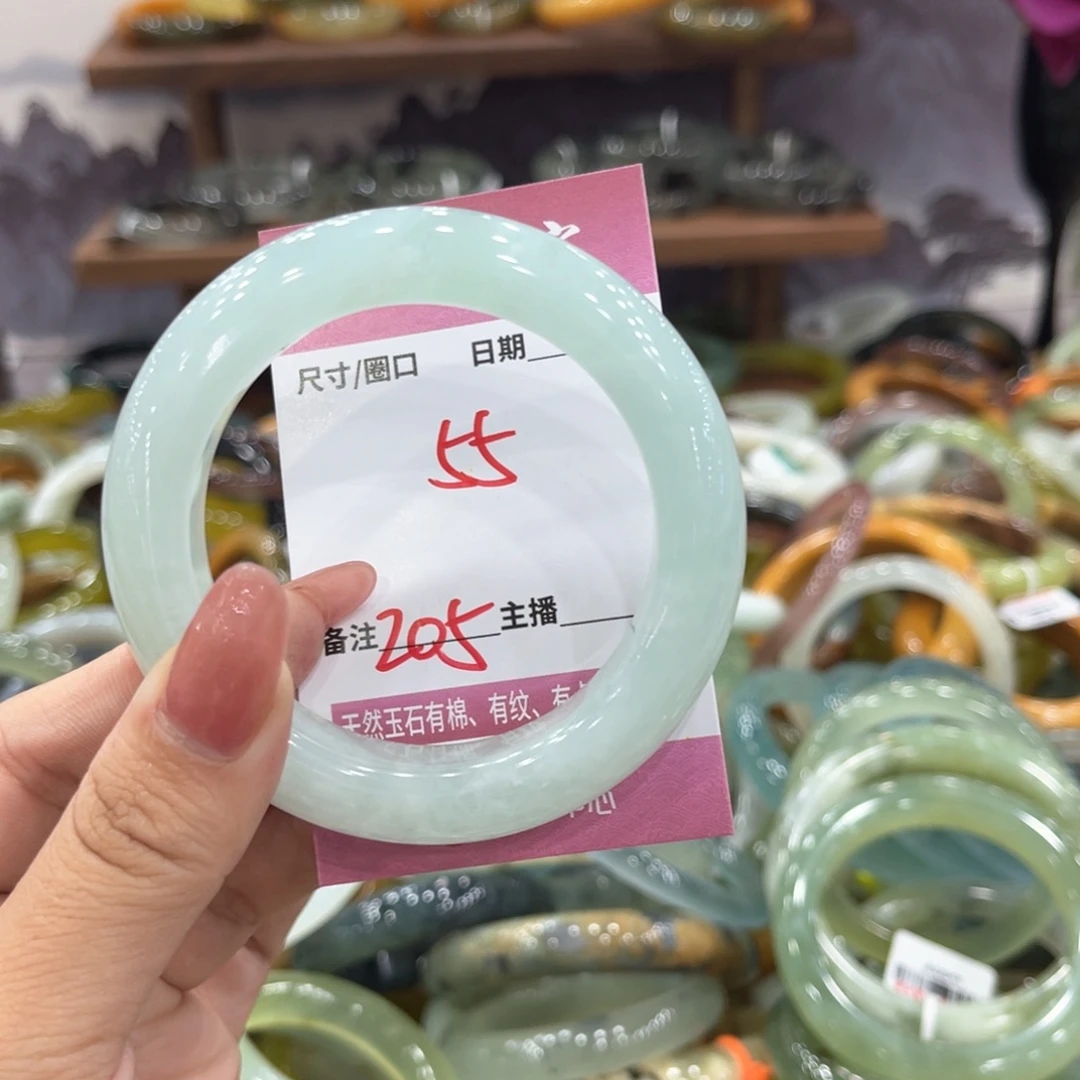 尺寸/圈口 日期
55
备注 205 主播
天然玉石有棉、有纹、有